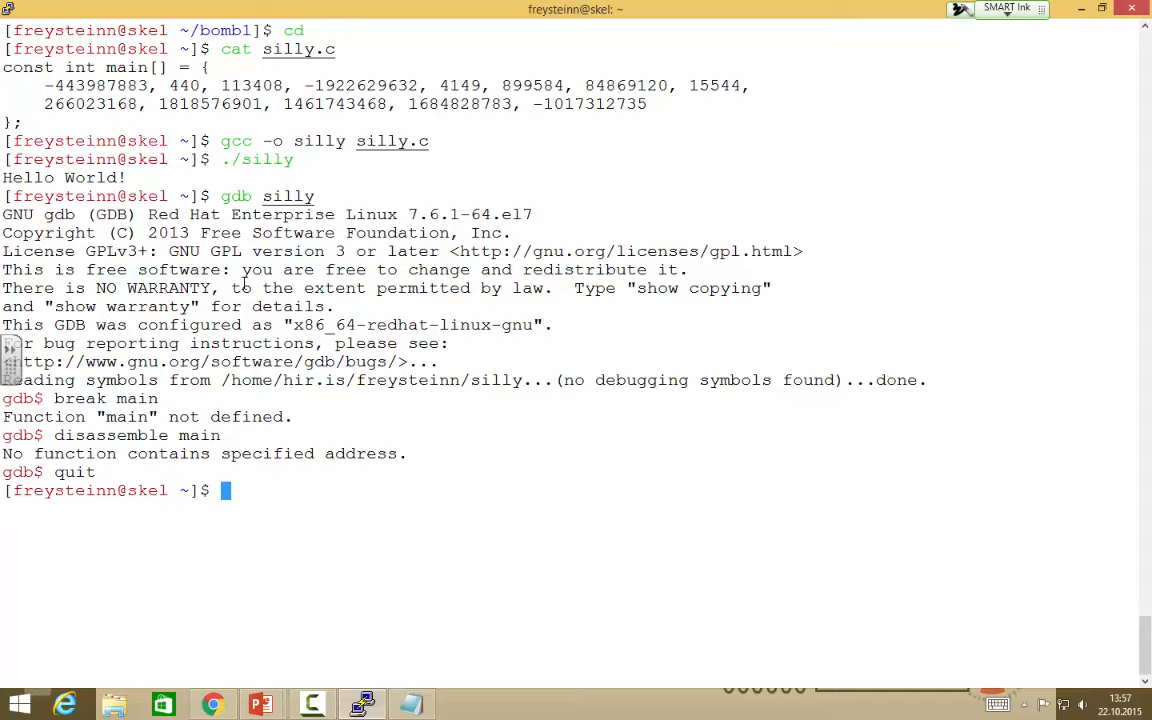 freysteinn@skel: ~
SMART Ink
[freysteinn@skel ~/bomb1]$ cd
[freysteinn@skel ~]$ cat silly.c
const int main[] = {
    -443987883, 440, 113408, -1922629632, 4149, 899584, 84869120, 15544,
    266023168, 1818576901, 1461743468, 1684828783, -1017312735
};
[freysteinn@skel ~]$ gcc -o silly silly.c
[freysteinn@skel ~]$ ./silly
Hello World!
[freysteinn@skel ~]$ gdb silly
GNU gdb (GDB) Red Hat Enterprise Linux 7.6.1-64.el7
Copyright (C) 2013 Free Software Foundation, Inc.
License GPLv3+: GNU GPL version 3 or later <http://gnu.org/licenses/gpl.html>
This is free software: you are free to change and redistribute it.
There is NO WARRANTY, to the extent permitted by law.  Type "show copying"
and "show warranty" for details.
This GDB was configured as "x86_64-redhat-linux-gnu".
For bug reporting instructions, please see:
<http://www.gnu.org/software/gdb/bugs/>...
Reading symbols from /home/hir.is/freysteinn/silly...(no debugging symbols found)...done.
gdb$ break main
Function "main" not defined.
gdb$ disassemble main
No function contains specified address.
gdb$ quit
[freysteinn@skel ~]$
13:57
22.10.2015